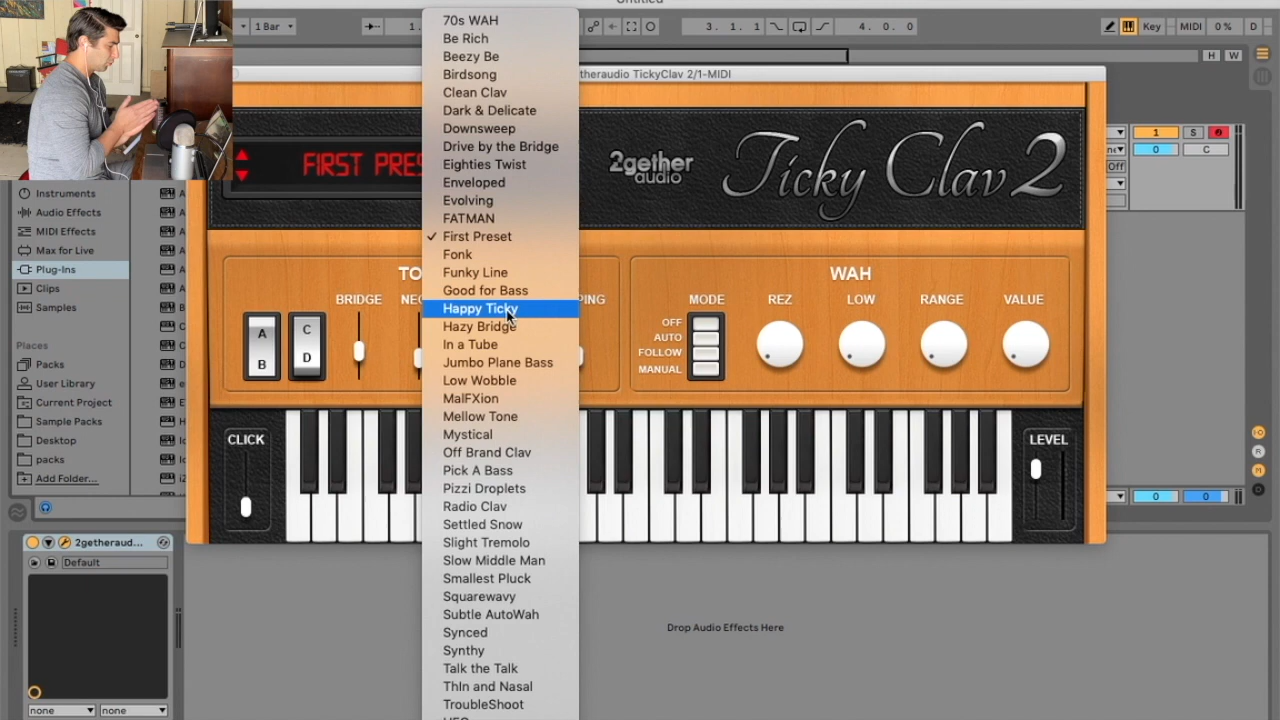 Untitled
1 Bar
1.
3. 1. 1
4. 0. 0
Key
MIDI
0 %
D
H
W
theraudio TickyClav 2/1-MIDI
FIRST PRES
2gether
audio
Ticky Clav 2
70s WAH
Be Rich
Beezy Be
Birdsong
Clean Clav
Dark & Delicate
Downsweep
Drive by the Bridge
Eighties Twist
Enveloped
Evolving
FATMAN
✓ First Preset
Fonk
Funky Line
Good for Bass
Happy Ticky
Hazy Bridge
In a Tube
Jumbo Plane Bass
Low Wobble
MalFXion
Mellow Tone
Mystical
Off Brand Clav
Pick A Bass
Pizzi Droplets
Radio Clav
Settled Snow
Slight Tremolo
Slow Middle Man
Smallest Pluck
Squarewavy
Subtle AutoWah
Synced
Synthy
Talk the Talk
ThIn and Nasal
TroubleShoot
Instruments
Audio Effects
MIDI Effects
Max for Live
Plug-Ins
Clips
Samples
Places
Packs
User Library
Current Project
Sample Packs
Desktop
packs
Add Folder...
TO
BRIDGE
NEC
PING
A
B
C
D
WAH
MODE
REZ
LOW
RANGE
VALUE
OFF
AUTO
FOLLOW
MANUAL
CLICK
LEVEL
1
S
0
C
Off
0
0
2getheraud...
Default
none
none
Drop Audio Effects Here